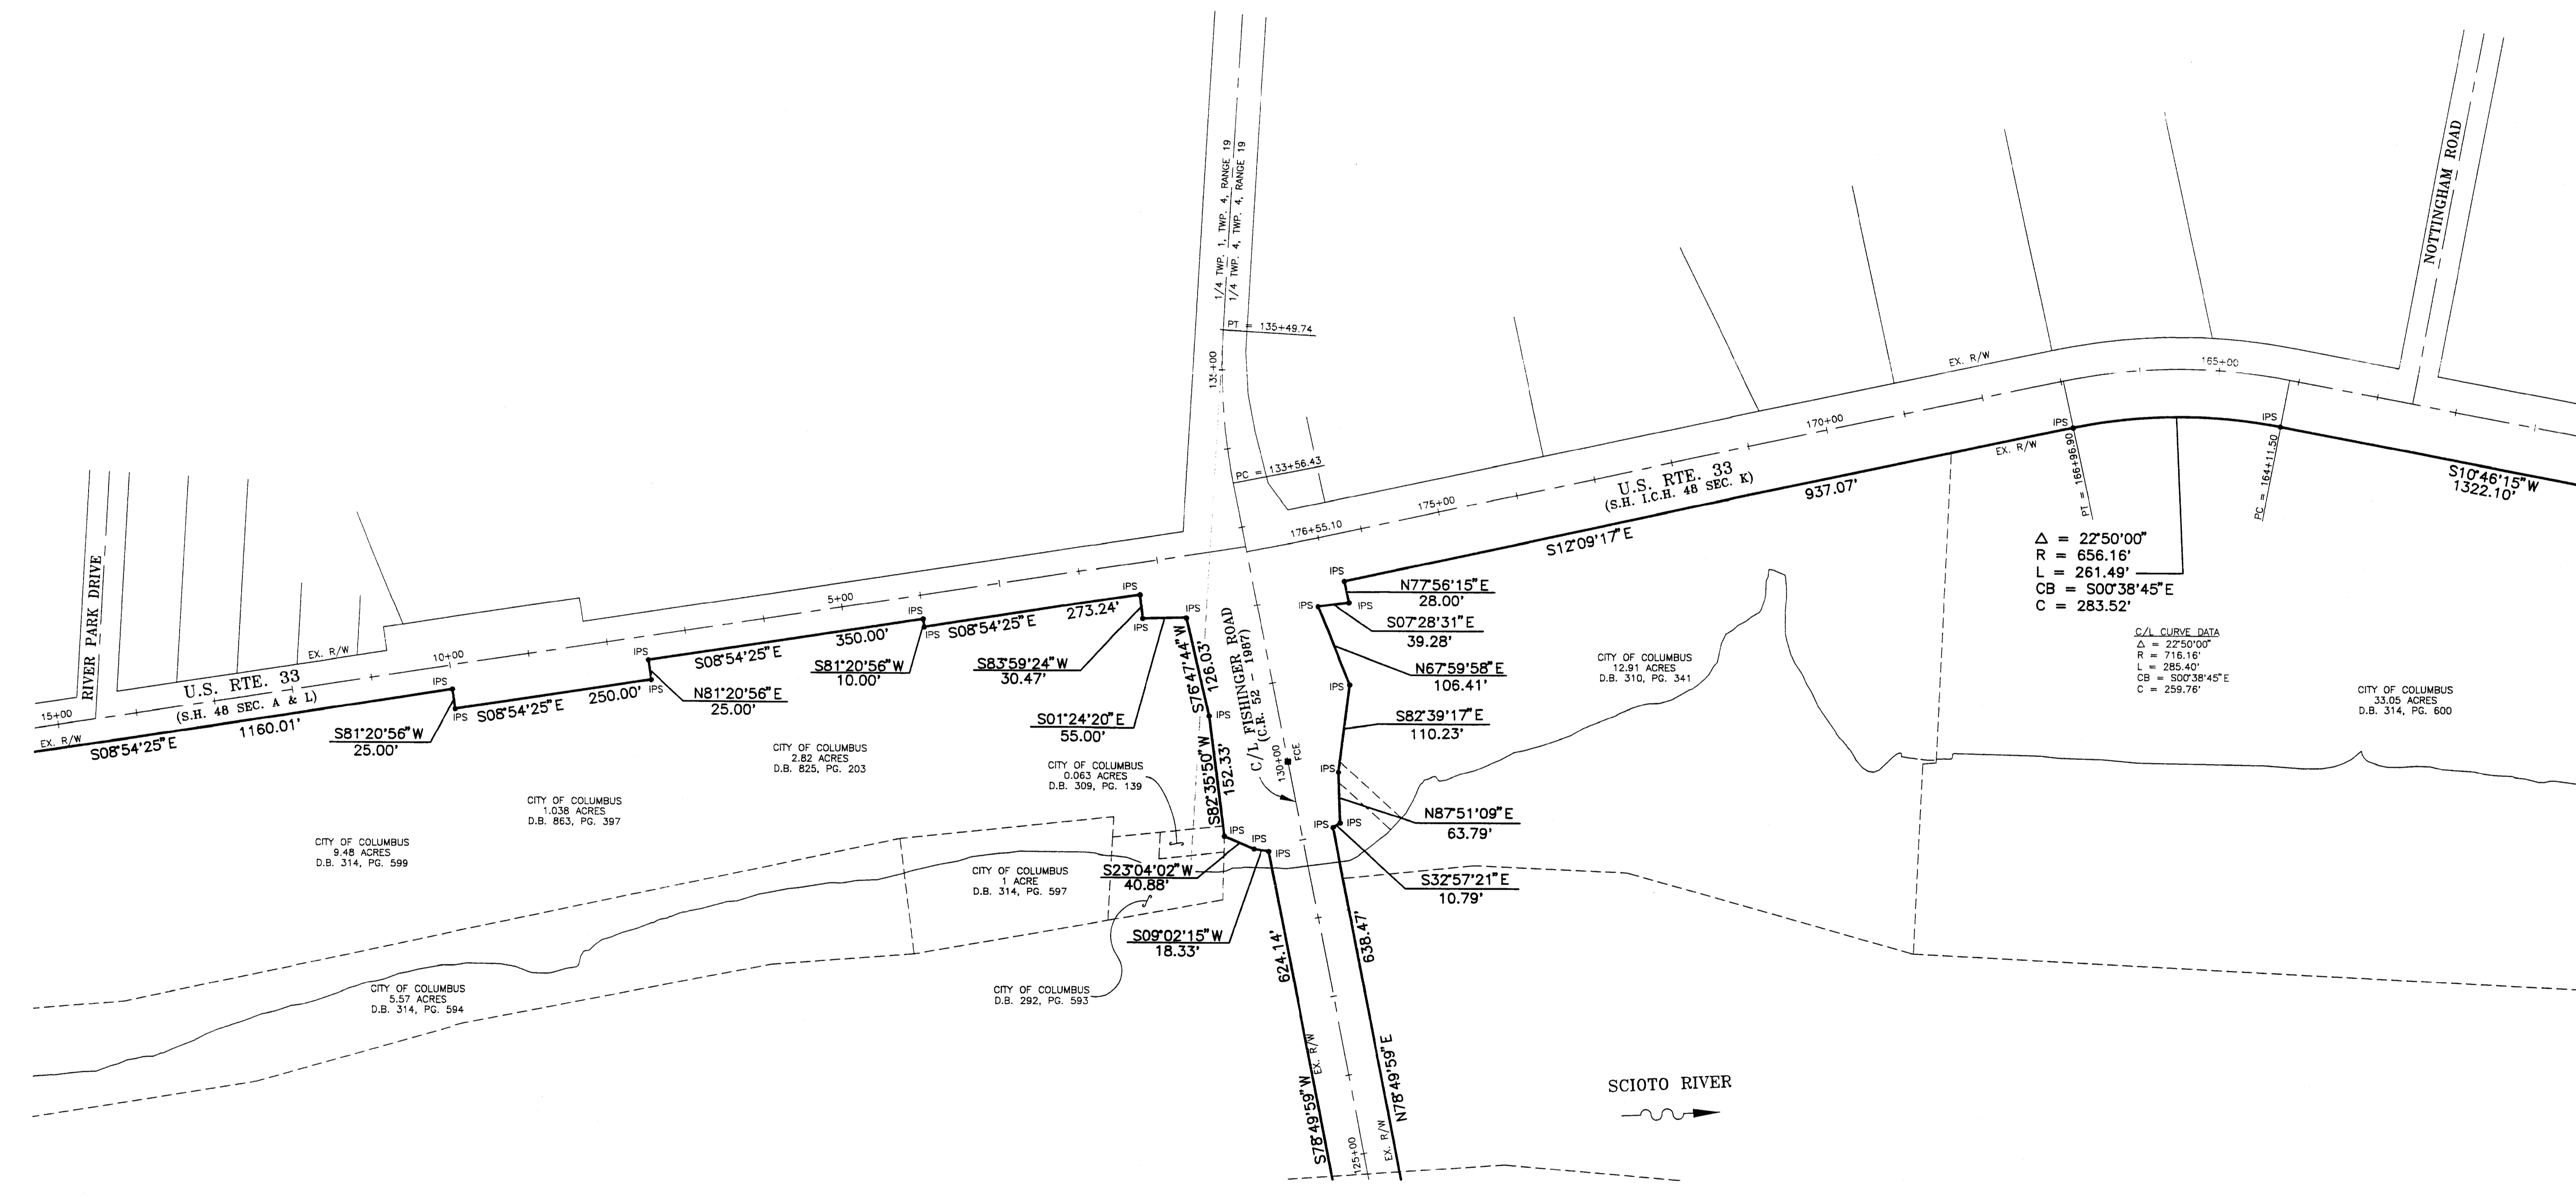 1/4 TWP. 1, TWP. 4, RANGE 19
1/4 TWP. 4, TWP. 4, RANGE 19
PT = 135+49.74
135+00
PC = 133+56.43
NOTTINGHAM ROAD
EX. R/W
165+00
170+00
IPS
IPS
EX. R/W
PT = 166+96.90
PC = 164+11.50
S10°46'15"W
1322.10'
U.S. RTE. 33
(S.H. I.C.H. 48 SEC. K)
937.07'
175+00
176+55.10
S12°09'17"E
Δ = 22°50'00"
R = 656.16'
L = 261.49'
CB = S00°38'45"E
C = 283.52'
C/L CURVE DATA
Δ = 22°50'00"
R = 716.16'
L = 285.40'
CB = S00°38'45"E
C = 259.76'
CITY OF COLUMBUS
33.05 ACRES
D.B. 314, PG. 600
CITY OF COLUMBUS
12.91 ACRES
D.B. 310, PG. 341
RIVER PARK DRIVE
EX. R/W
U.S. RTE. 33
(S.H. 48 SEC. A & L)
15+00
10+00
5+00
EX. R/W
S08°54'25"E
1160.01'
IPS
IPS
S81°20'56"W
25.00'
S08°54'25"E
250.00'
IPS
IPS
N81°20'56"E
25.00'
S08°54'25"E
350.00'
IPS
IPS
S81°20'56"W
10.00'
S08°54'25"E
273.24'
IPS
IPS
IPS
S83°59'24"W
30.47'
S01°24'20"E
55.00'
S76°47'44"W
126.03'
IPS
S82°35'50"W
152.33'
C/L FISHINGER ROAD
(C.R. 52 - 1987)
130+00
FCE
IPS
N77°56'15"E
28.00'
IPS
IPS
S07°28'31"E
39.28'
N67°59'58"E
106.41'
IPS
S82°39'17"E
110.23'
IPS
N87°51'09"E
63.79'
IPS
IPS
S32°57'21"E
10.79'
IPS
IPS
IPS
S23°04'02"W
40.88'
S09°02'15"W
18.33'
624.14'
638.47'
S78°49'59"W
EX. R/W
N78°49'59"E
EX. R/W
125+00
CITY OF COLUMBUS
2.82 ACRES
D.B. 825, PG. 203
CITY OF COLUMBUS
0.063 ACRES
D.B. 309, PG. 139
CITY OF COLUMBUS
1.038 ACRES
D.B. 863, PG. 397
CITY OF COLUMBUS
9.48 ACRES
D.B. 314, PG. 599
CITY OF COLUMBUS
1 ACRE
D.B. 314, PG. 597
CITY OF COLUMBUS
5.57 ACRES
D.B. 314, PG. 594
CITY OF COLUMBUS
D.B. 292, PG. 593
SCIOTO RIVER